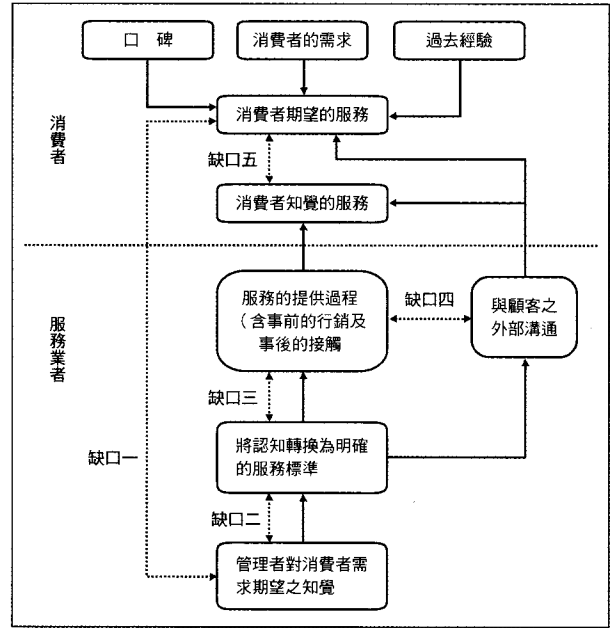 口 碑
消費者的需求
過去經驗
消費者期望的服務
消費者
缺口五
消費者知覺的服務
服務的提供過程
（含事前的行銷及
事後的接觸
缺口四
與顧客之
外部溝通
服務業者
缺口三
將認知轉換為明確
的服務標準
缺口一
缺口二
管理者對消費者需
求期望之知覺